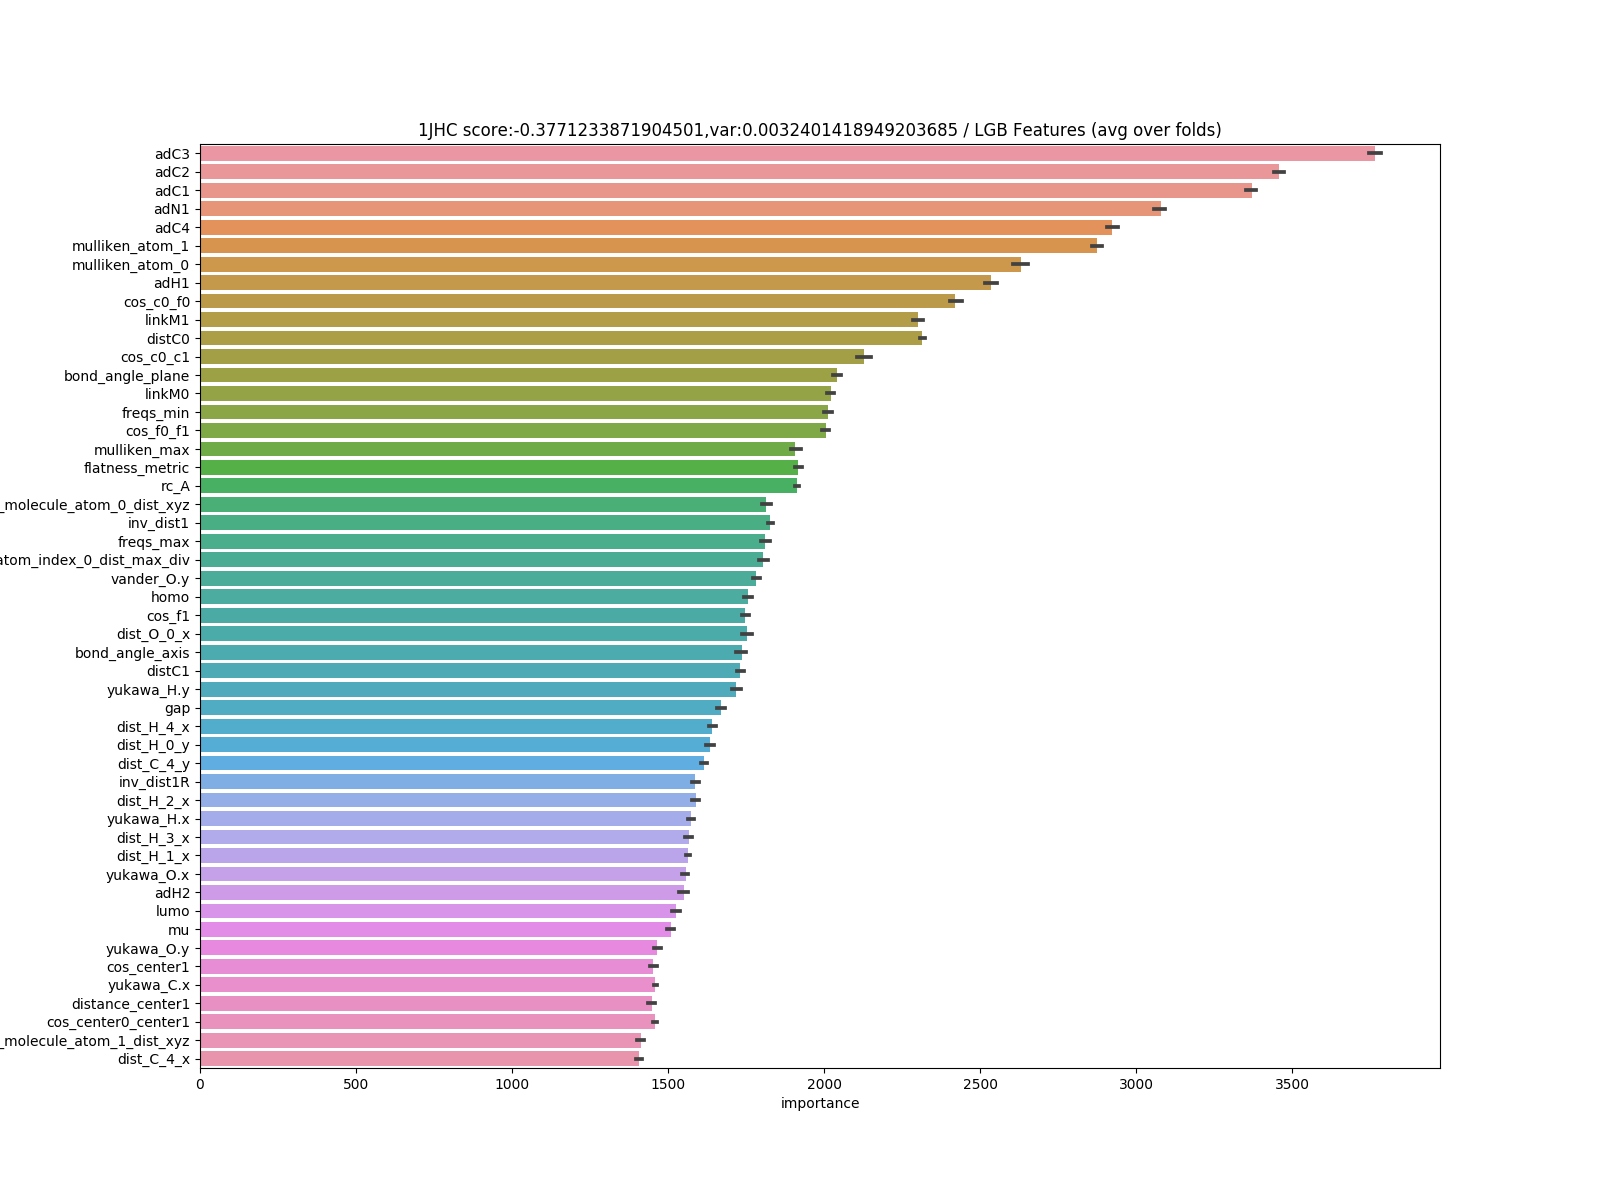 1JHC score:-0.3771233871904501,var:0.0032401418949203685 / LGB Features (avg over folds)
adC3
adC2
adC1
adN1
adC4
mulliken_atom_1
mulliken_atom_0
adH1
cos_c0_f0
linkM1
distC0
cos_c0_c1
bond_angle_plane
linkM0
freqs_min
cos_f0_f1
mulliken_max
flatness_metric
rc_A
_molecule_atom_0_dist_xyz
inv_dist1
freqs_max
atom_index_0_dist_max_div
vander_O.y
homo
cos_f1
dist_O_0_x
bond_angle_axis
distC1
yukawa_H.y
gap
dist_H_4_x
dist_H_0_y
dist_C_4_y
inv_dist1R
dist_H_2_x
yukawa_H.x
dist_H_3_x
dist_H_1_x
yukawa_O.x
adH2
lumo
mu
yukawa_O.y
cos_center1
yukawa_C.x
distance_center1
cos_center0_center1
_molecule_atom_1_dist_xyz
dist_C_4_x
0 500 1000 1500 2000 2500 3000 3500
importance